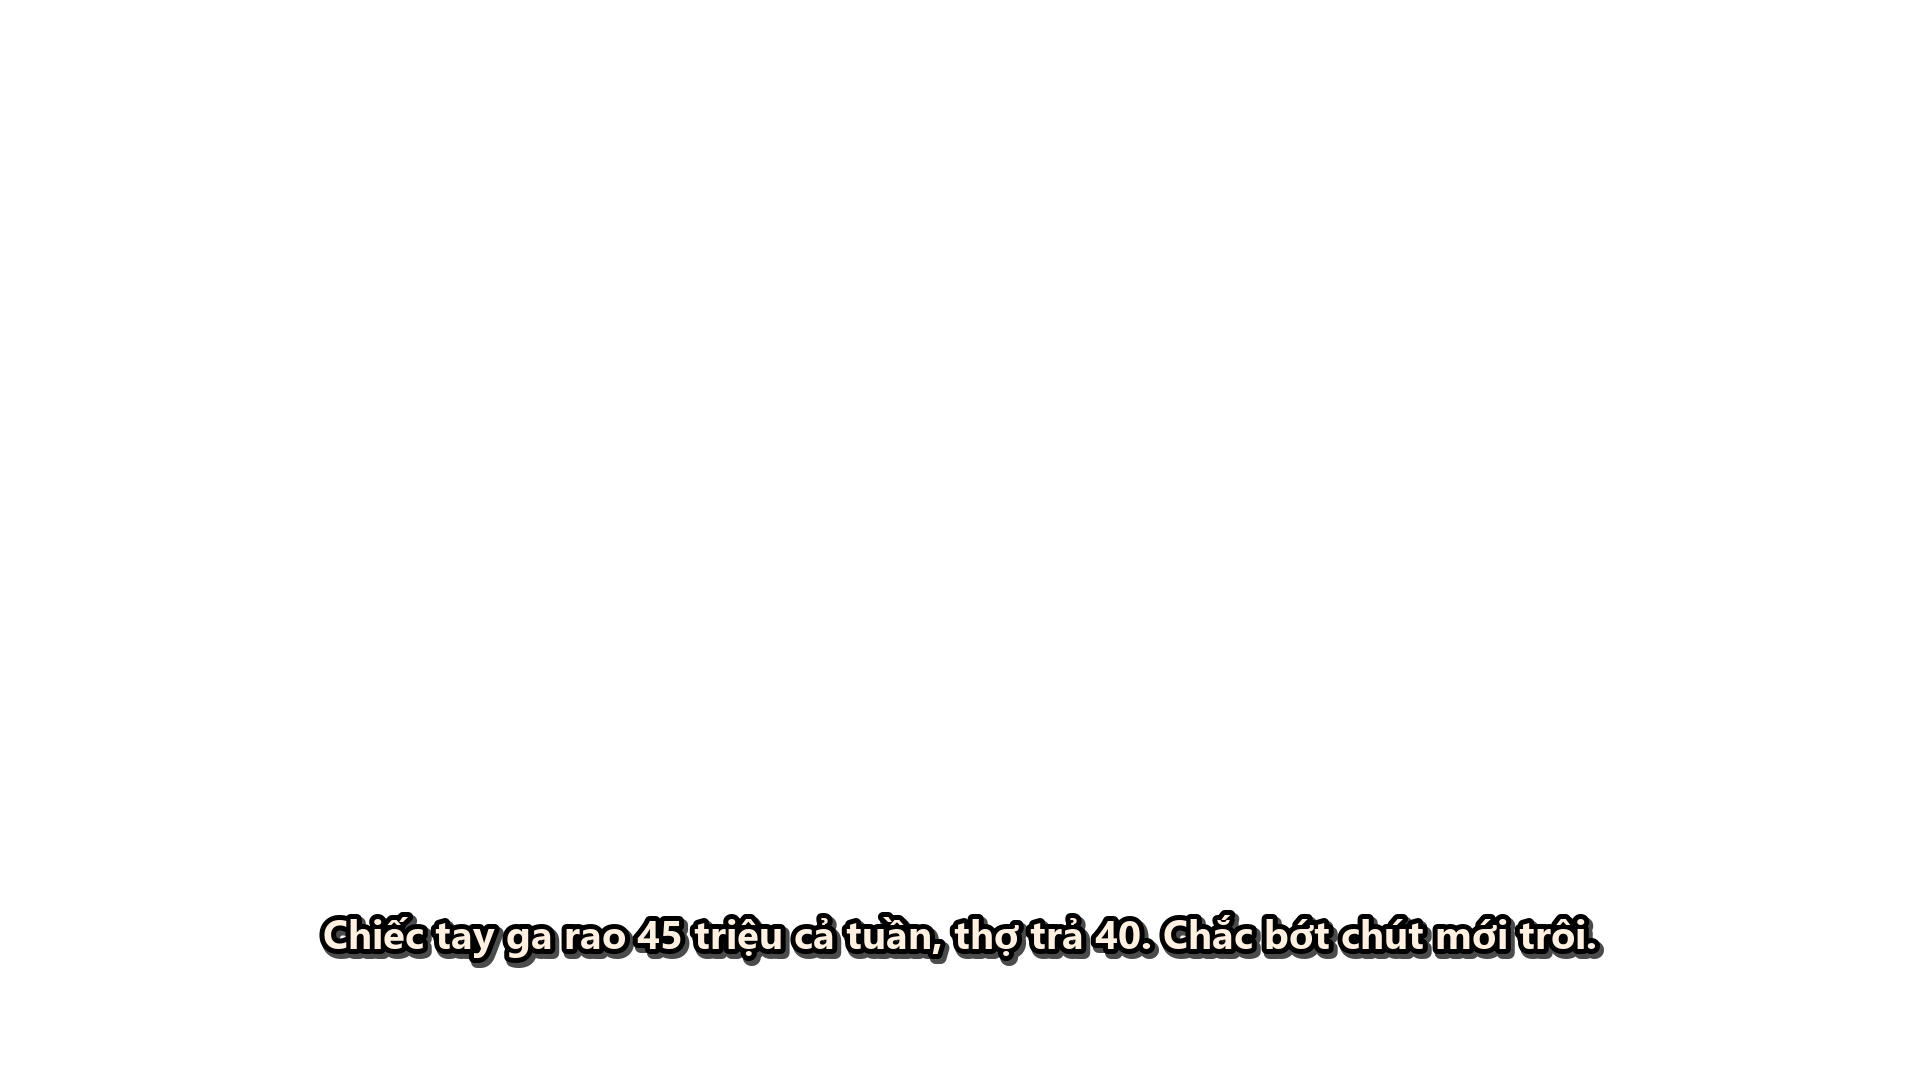 Chiếc tay ga rao 45 triệu cả tuần, thợ trả 40. Chắc bớt chút mới trôi.